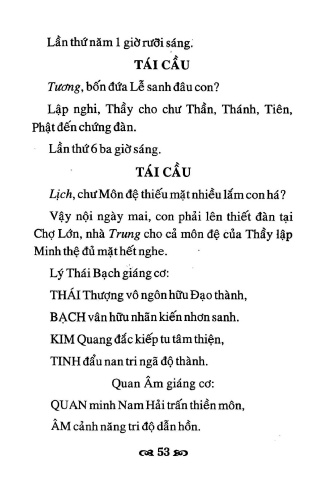 Lần thứ năm 1 giờ rưỡi sáng.
TÁI CẦU
Tương, bốn đứa Lễ sanh đâu con?
Lập nghi, Thầy cho chư Thần, Thánh, Tiên,
Phật đến chứng đàn.
Lần thứ 6 ba giờ sáng.
TÁI CẦU
Lịch, chư Môn đệ thiếu mặt nhiều lắm con há?
Vậy nội ngày mai, con phải lên thiết đàn tại
Chợ Lớn, nhà Trung cho cả môn đệ của Thầy lập
Minh thệ đủ mặt hết nghe.
Lý Thái Bạch giáng cơ:
THÁI Thượng vô ngôn hữu Đạo thành,
BẠCH vân hữu nhãn kiến nhơn sanh.
KIM Quang đắc kiếp tu tâm thiện,
TINH đẩu nan tri ngã độ thành.
Quan Âm giáng cơ:
QUAN minh Nam Hải trấn thiền môn,
ÂM cảnh năng tri độ dẫn hồn.
53